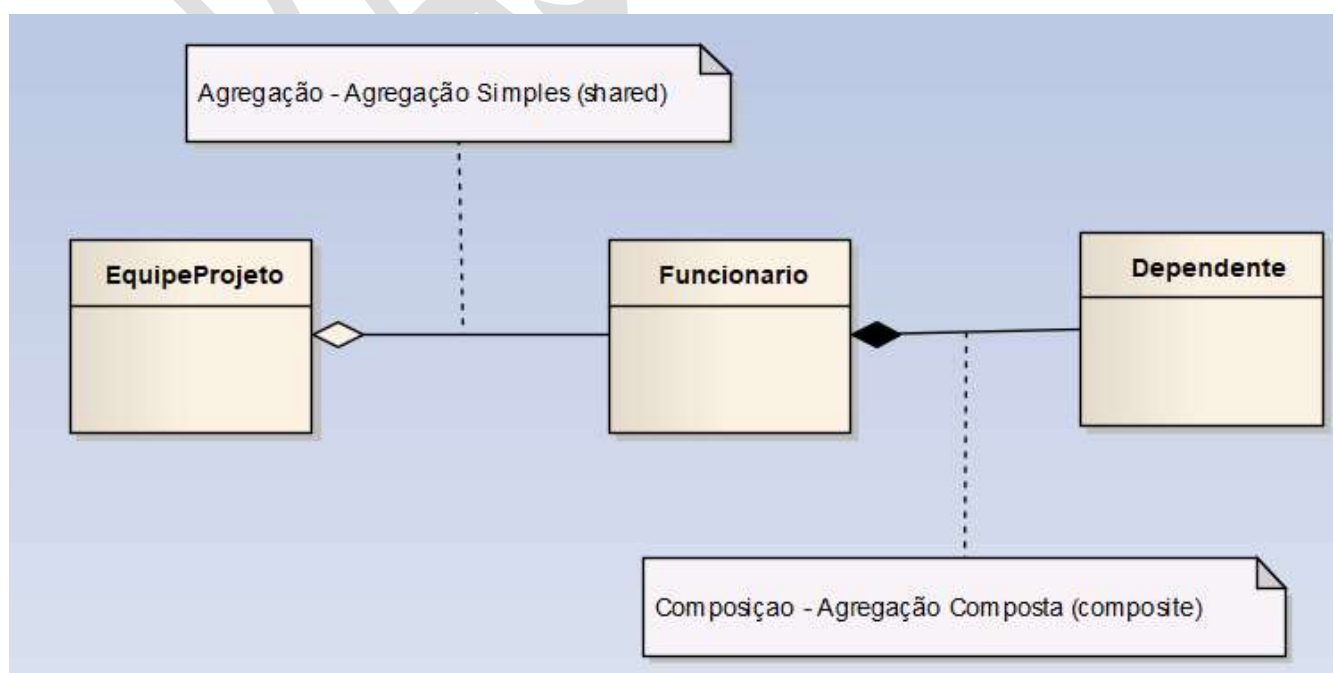 Agregação - Agregação Simples (shared)
EquipeProjeto
Funcionario
Dependente
Composiçao - Agregação Composta (composite)